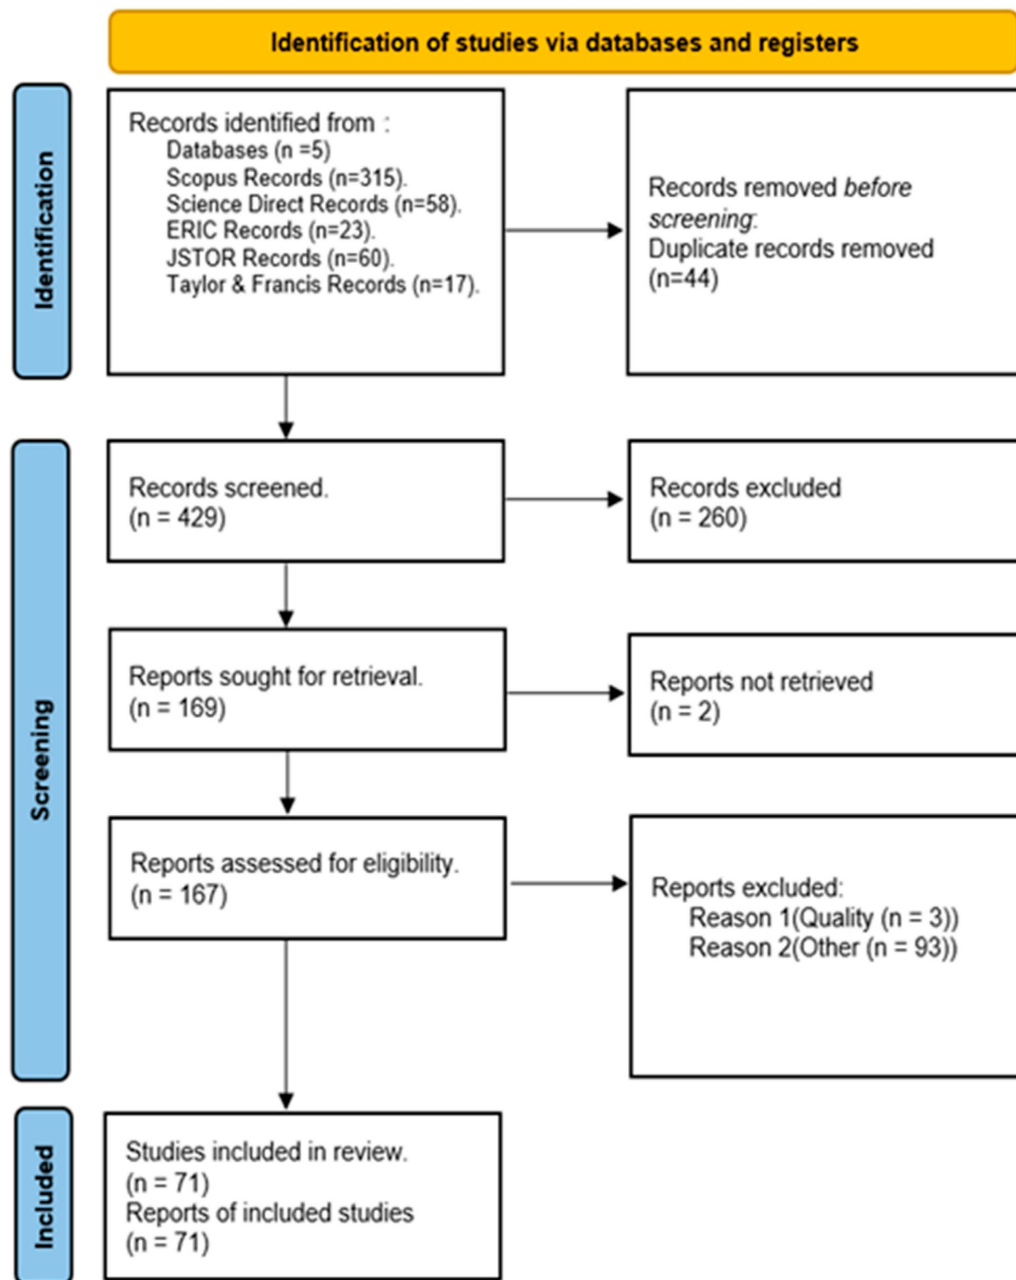 Identification of studies via databases and registers
Identification
Records identified from :
Databases (n =5)
Scopus Records (n=315).
Science Direct Records (n=58).
ERIC Records (n=23).
JSTOR Records (n=60).
Taylor & Francis Records (n=17).
Records removed before
screening:
Duplicate records removed
(n=44)
Screening
Records screened.
(n = 429)
Records excluded
(n = 260)
Reports sought for retrieval.
(n = 169)
Reports not retrieved
(n = 2)
Reports assessed for eligibility.
(n = 167)
Reports excluded:
Reason 1(Quality (n = 3))
Reason 2(Other (n = 93))
Included
Studies included in review.
(n = 71)
Reports of included studies
(n = 71)